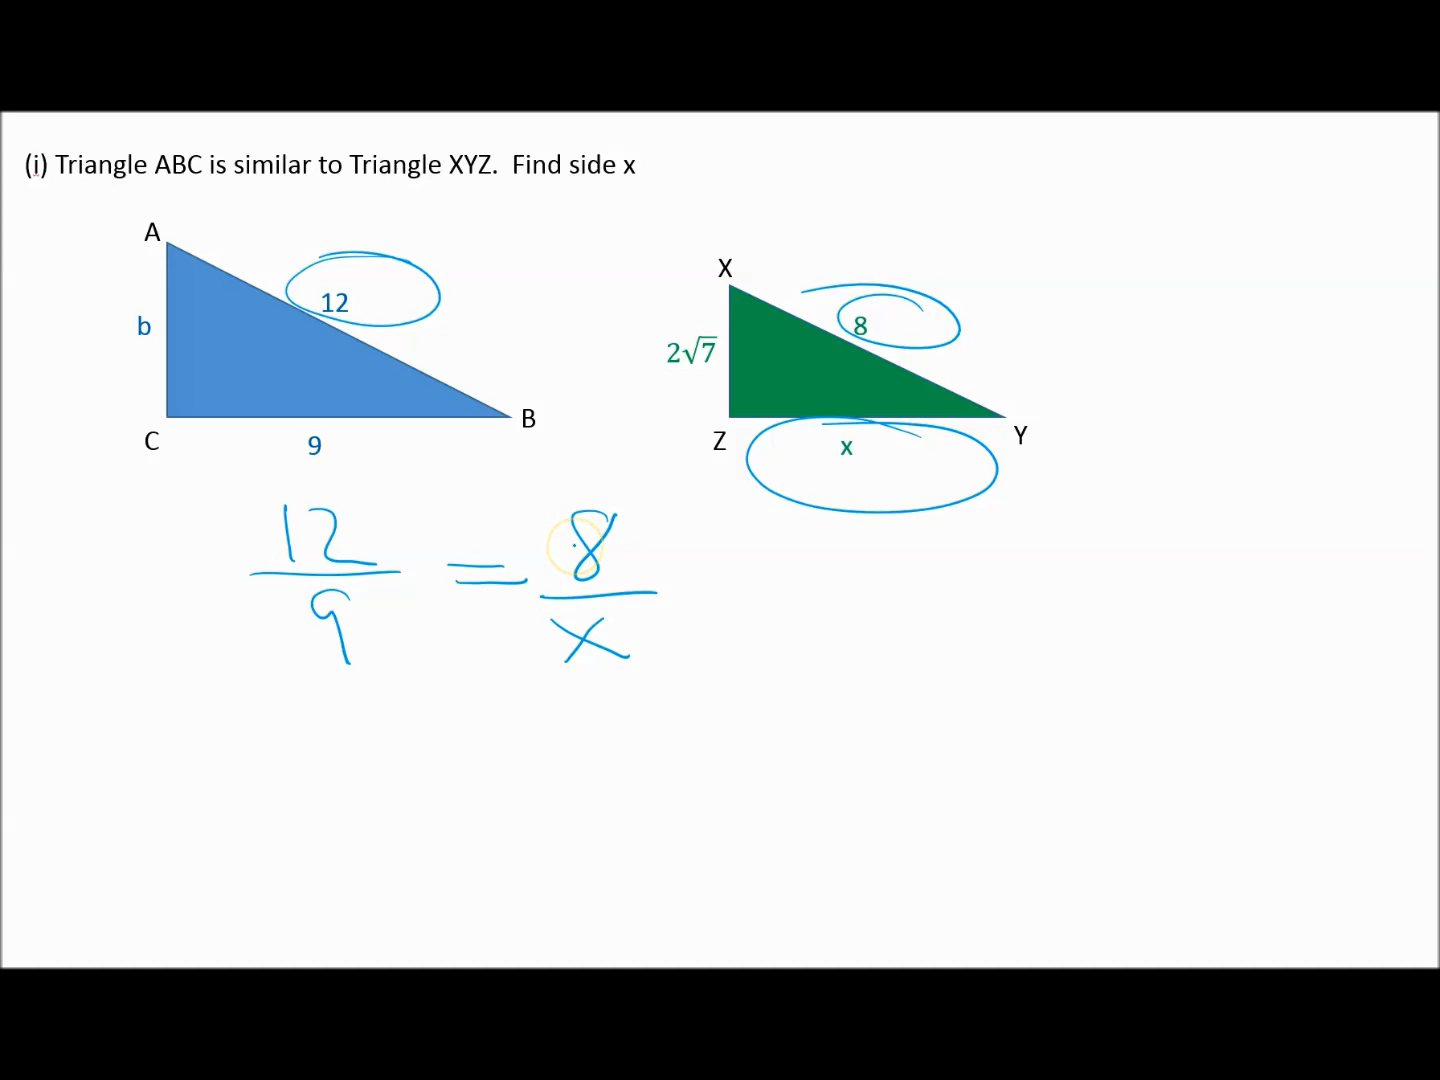 (i) Triangle ABC is similar to Triangle XYZ. Find side x
A
X
12
b
8
2√7
C
9
B
Z
x
Y
12
9
=
8
x